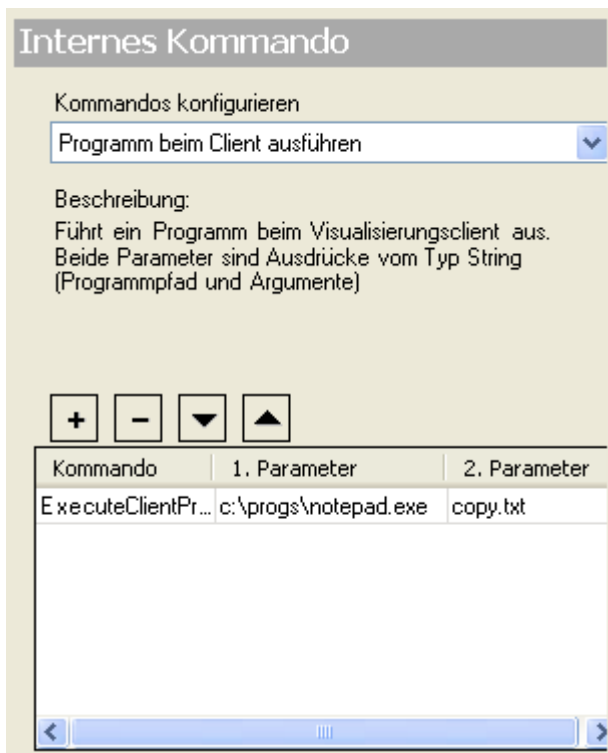 Internes Kommando
Kommandos konfigurieren
Programm beim Client ausführen
Beschreibung:
Führt ein Programm beim Visualisierungsclient aus.
Beide Parameter sind Ausdrücke vom Typ String
(Programmpfad und Argumente)
+ -
Kommando 1. Parameter 2. Parameter
ExecuteClientPr... c:\progs\notepad.exe copy.txt